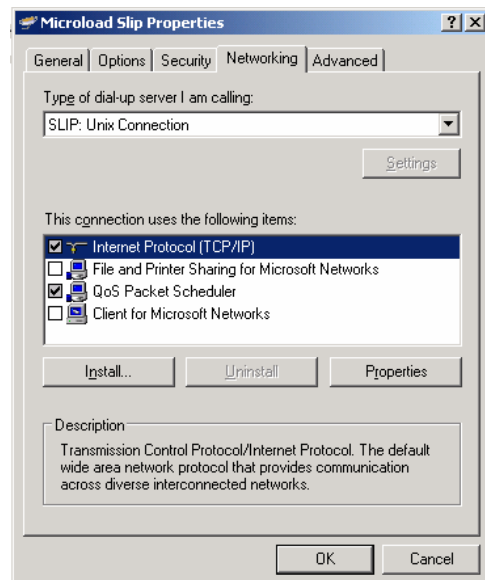 Microload Slip Properties
General Options Security Networking Advanced
Type of dial-up server I am calling:
SLIP: Unix Connection
Settings
This connection uses the following items:
Internet Protocol (TCP/IP)
File and Printer Sharing for Microsoft Networks
QoS Packet Scheduler
Client for Microsoft Networks
Install... Uninstall Properties
Description
Transmission Control Protocol/Internet Protocol. The default
wide area network protocol that provides communication
across diverse interconnected networks.
OK Cancel